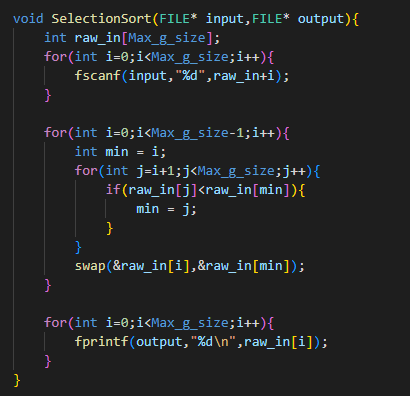 void SelectionSort(FILE* input,FILE* output){
    int raw_in[Max_g_size];
    for(int i=0;i<Max_g_size;i++){
        fscanf(input,"%d",raw_in+i);
    }

    for(int i=0;i<Max_g_size-1;i++){
        int min = i;
        for(int j=i+1;j<Max_g_size;j++){
            if(raw_in[j]<raw_in[min]){
                min = j;
            }
        }
        swap(&raw_in[i],&raw_in[min]);
    }

    for(int i=0;i<Max_g_size;i++){
        fprintf(output,"%d\n",raw_in[i]);
    }
}